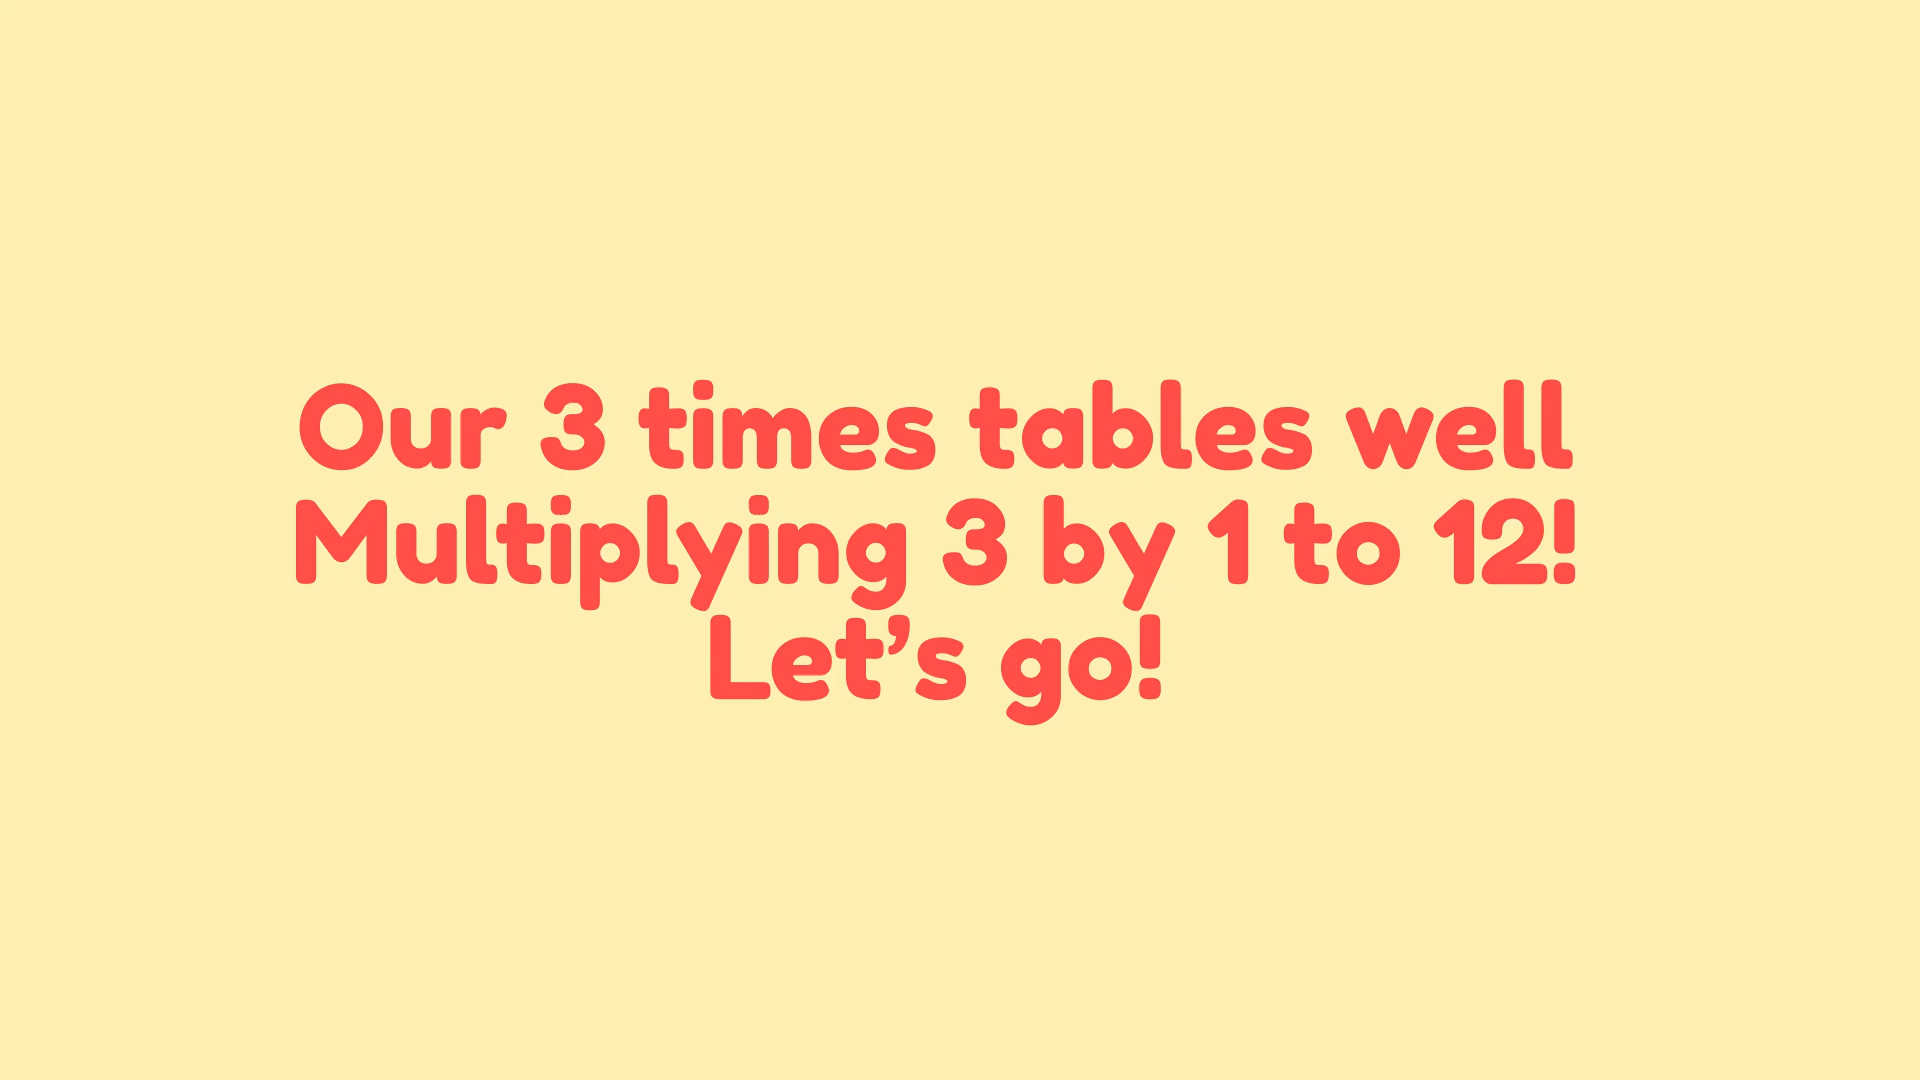 Our 3 times tables well
Multiplying 3 by 1 to 12!
Let’s go!